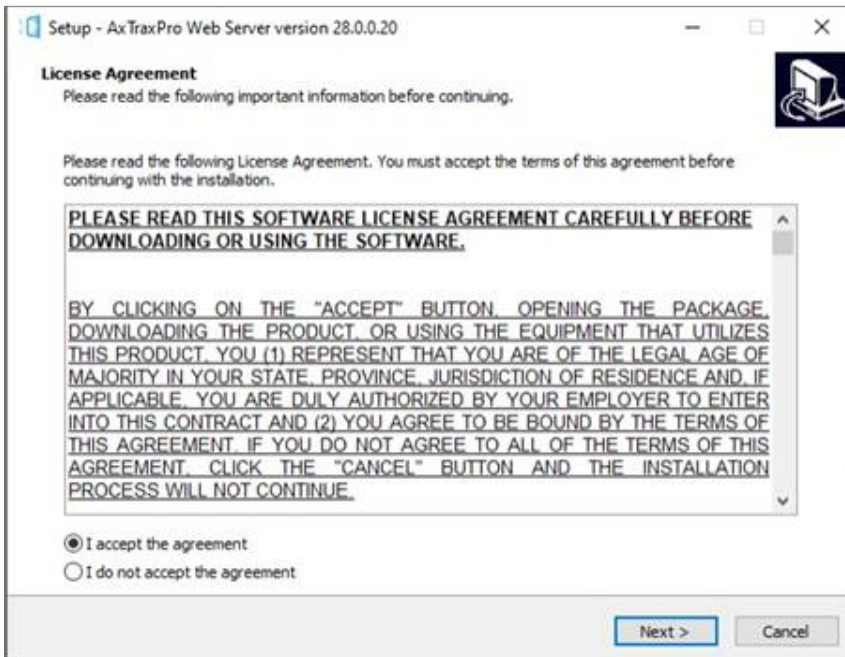 Setup - AxTraxPro Web Server version 28.0.0.20
License Agreement
Please read the following important information before continuing.
Please read the following License Agreement. You must accept the terms of this agreement before
continuing with the installation.
PLEASE READ THIS SOFTWARE LICENSE AGREEMENT CAREFULLY BEFORE
DOWNLOADING OR USING THE SOFTWARE.
BY CLICKING ON THE "ACCEPT" BUTTON, OPENING THE PACKAGE,
DOWNLOADING THE PRODUCT, OR USING THE EQUIPMENT THAT UTILIZES
THIS PRODUCT, YOU (1) REPRESENT THAT YOU ARE OF THE LEGAL AGE OF
MAJORITY IN YOUR STATE, PROVINCE, JURISDICTION OF RESIDENCE AND, IF
APPLICABLE, YOU ARE DULY AUTHORIZED BY YOUR EMPLOYER TO ENTER
INTO THIS CONTRACT AND (2) YOU AGREE TO BE BOUND BY THE TERMS OF
THIS AGREEMENT. IF YOU DO NOT AGREE TO ALL OF THE TERMS OF THIS
AGREEMENT, CLICK THE "CANCEL" BUTTON AND THE INSTALLATION
PROCESS WILL NOT CONTINUE.
I accept the agreement
I do not accept the agreement
Next > Cancel